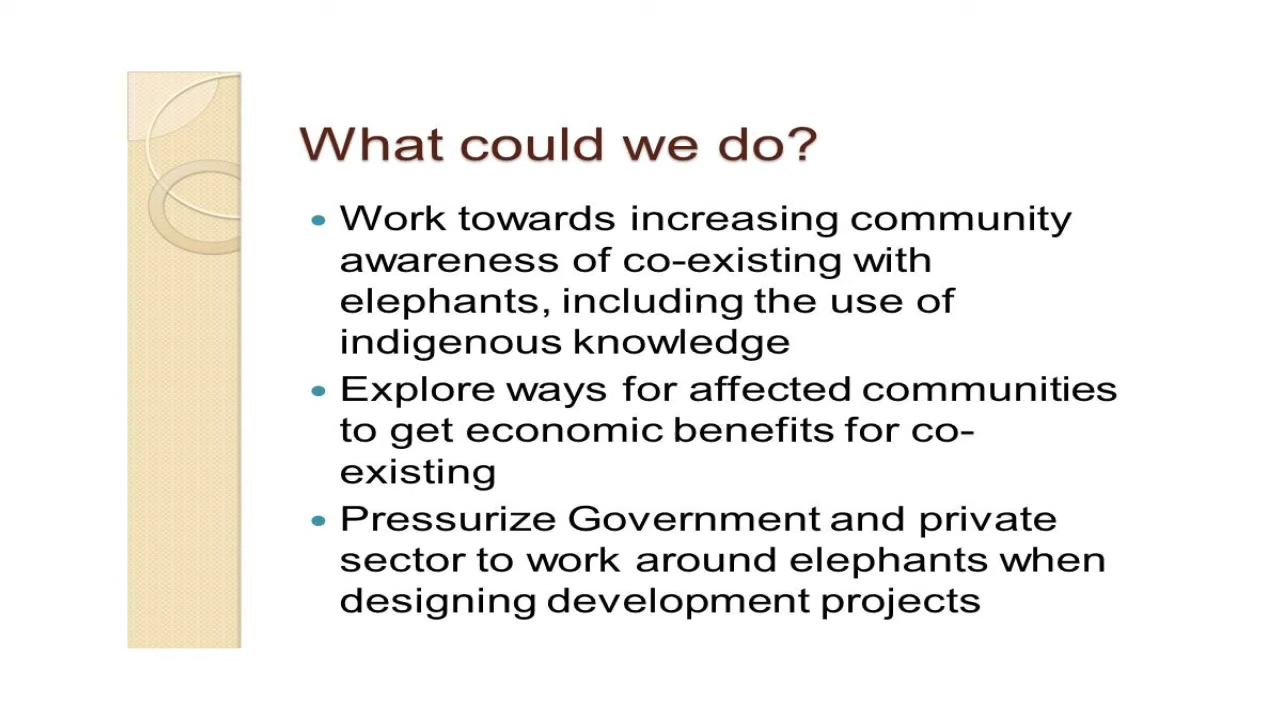 What could we do?
• Work towards increasing community
awareness of co-existing with
elephants, including the use of
indigenous knowledge
• Explore ways for affected communities
to get economic benefits for co-
existing
• Pressurize Government and private
sector to work around elephants when
designing development projects